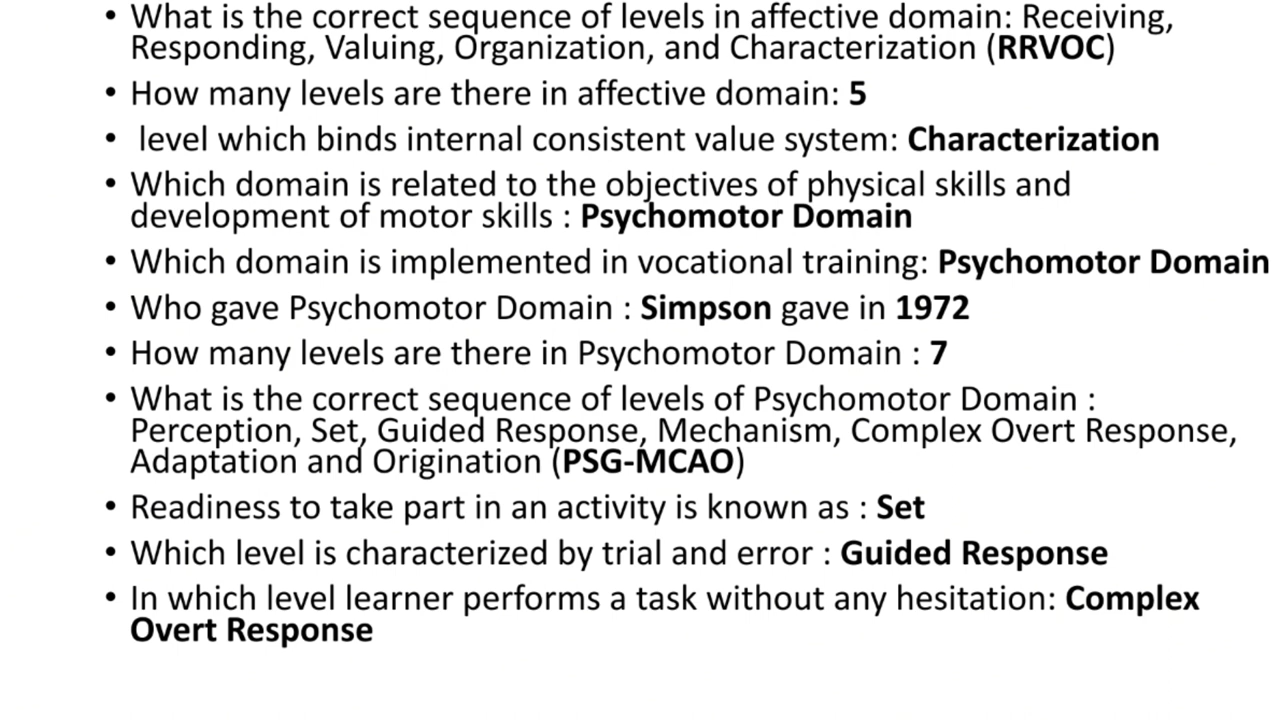 • What is the correct sequence of levels in affective domain: Receiving,
Responding, Valuing, Organization, and Characterization (RRVOC)
• How many levels are there in affective domain: 5
• level which binds internal consistent value system: Characterization
• Which domain is related to the objectives of physical skills and
development of motor skills : Psychomotor Domain
• Which domain is implemented in vocational training: Psychomotor Domain
• Who gave Psychomotor Domain : Simpson gave in 1972
• How many levels are there in Psychomotor Domain : 7
• What is the correct sequence of levels of Psychomotor Domain :
Perception, Set, Guided Response, Mechanism, Complex Overt Response,
Adaptation and Origination (PSG-MCAO)
• Readiness to take part in an activity is known as : Set
• Which level is characterized by trial and error : Guided Response
• In which level learner performs a task without any hesitation: Complex
Overt Response